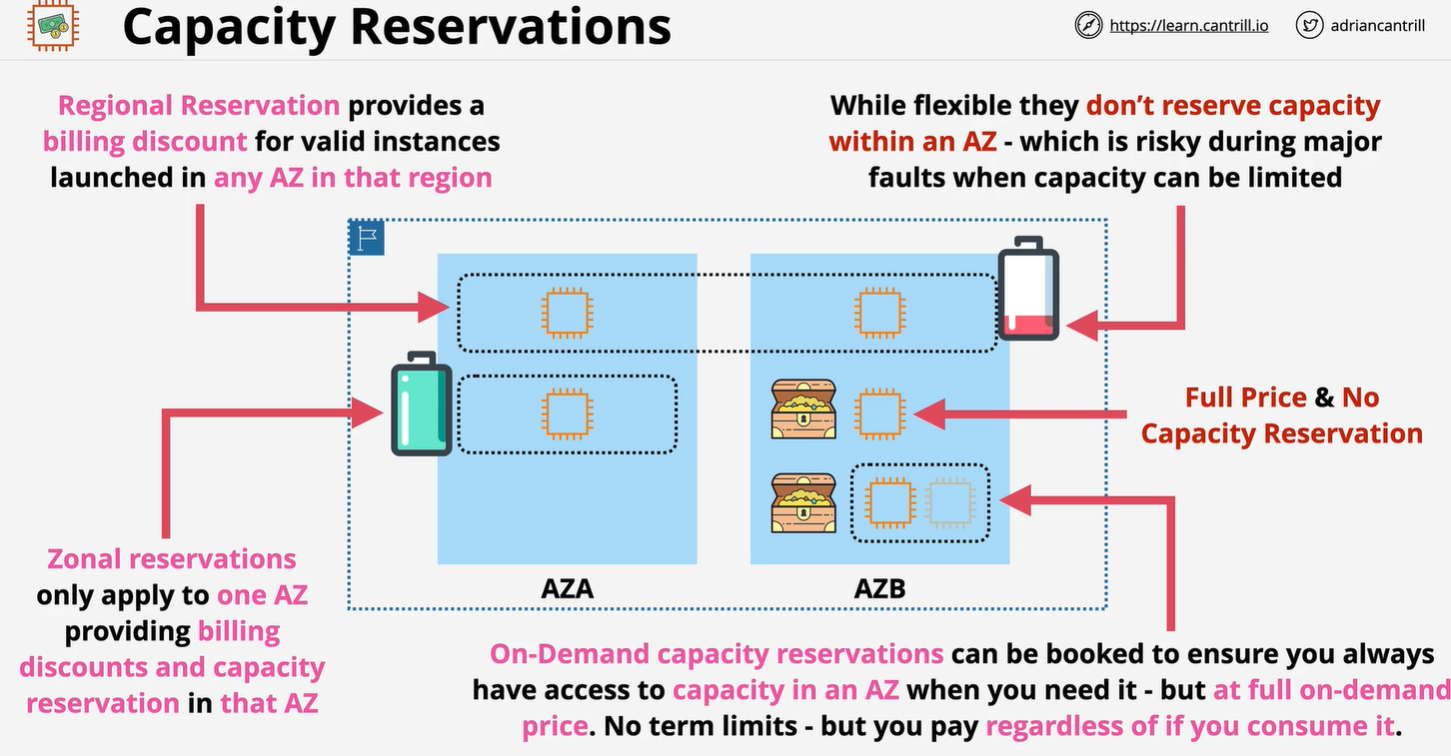 Capacity Reservations
https://learn.cantrill.io
adriancantrill
Regional Reservation provides a
billing discount for valid instances
launched in any AZ in that region
While flexible they don’t reserve capacity
within an AZ - which is risky during major
faults when capacity can be limited
Full Price & No
Capacity Reservation
Zonal reservations
only apply to one AZ
providing billing
discounts and capacity
reservation in that AZ
AZA
AZB
On-Demand capacity reservations can be booked to ensure you always
have access to capacity in an AZ when you need it - but at full on-demand
price. No term limits - but you pay regardless of if you consume it.